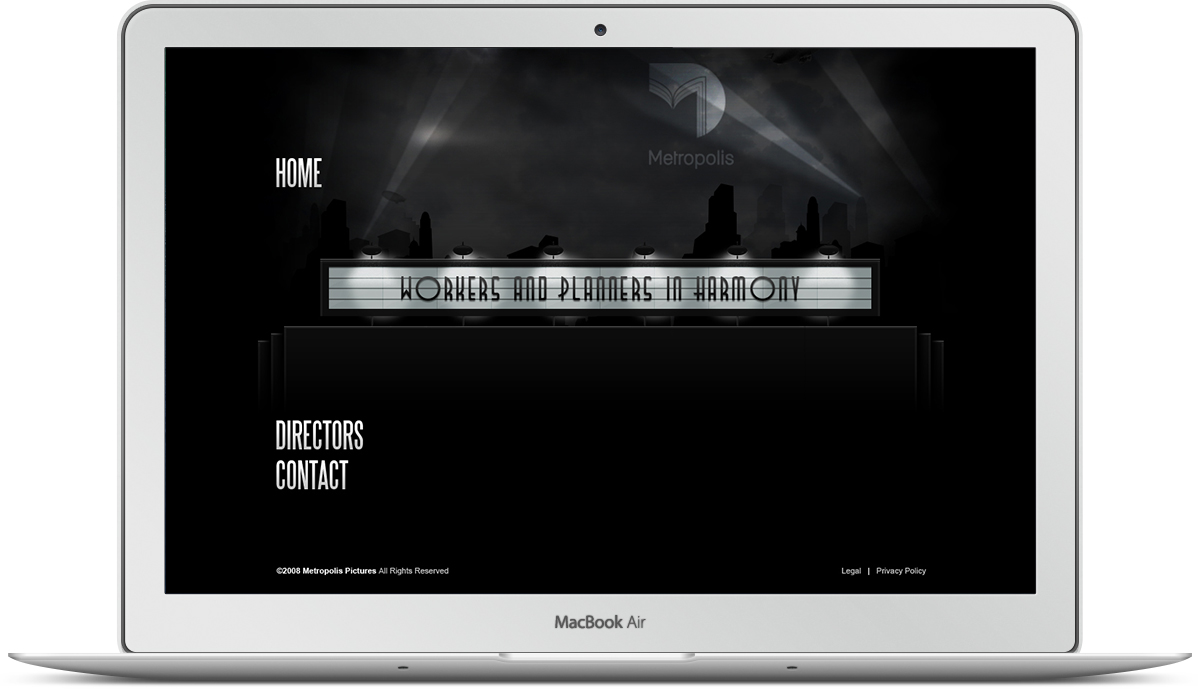 Metropolis
HOME
WORKERS AND PLANNERS IN HARMONY
DIRECTORS
CONTACT
©2008 Metropolis Pictures All Rights Reserved
Legal | Privacy Policy
MacBook Air